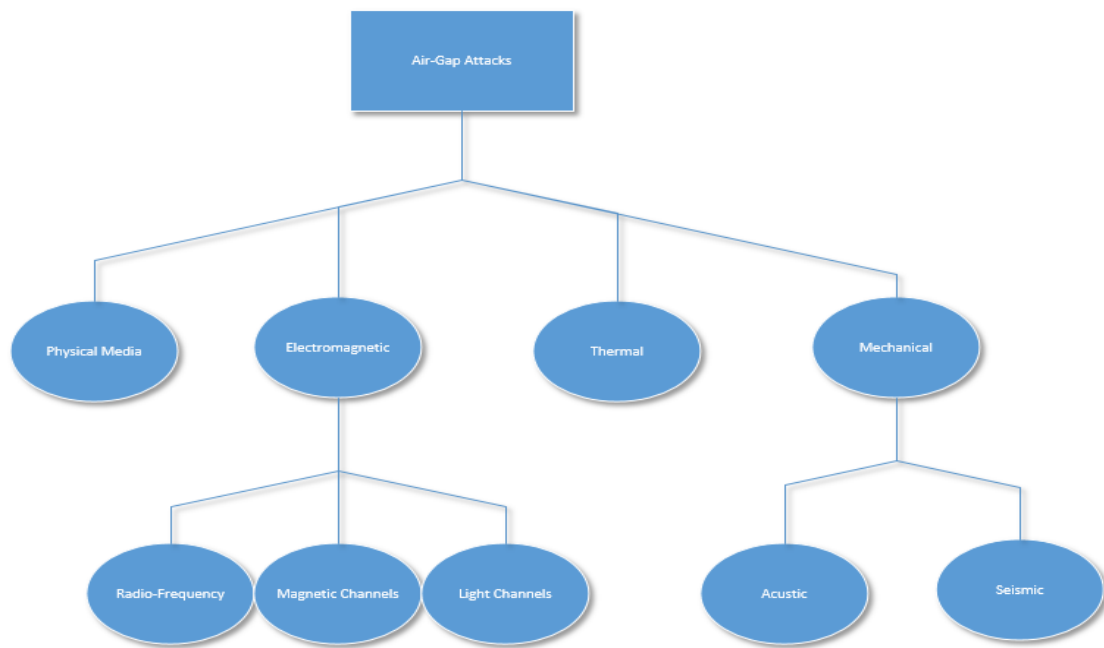 Air-Gap Attacks
Physical Media
Electromagnetic
Thermal
Mechanical
Radio-Frequency
Magnetic Channels
Light Channels
Acustic
Seismic